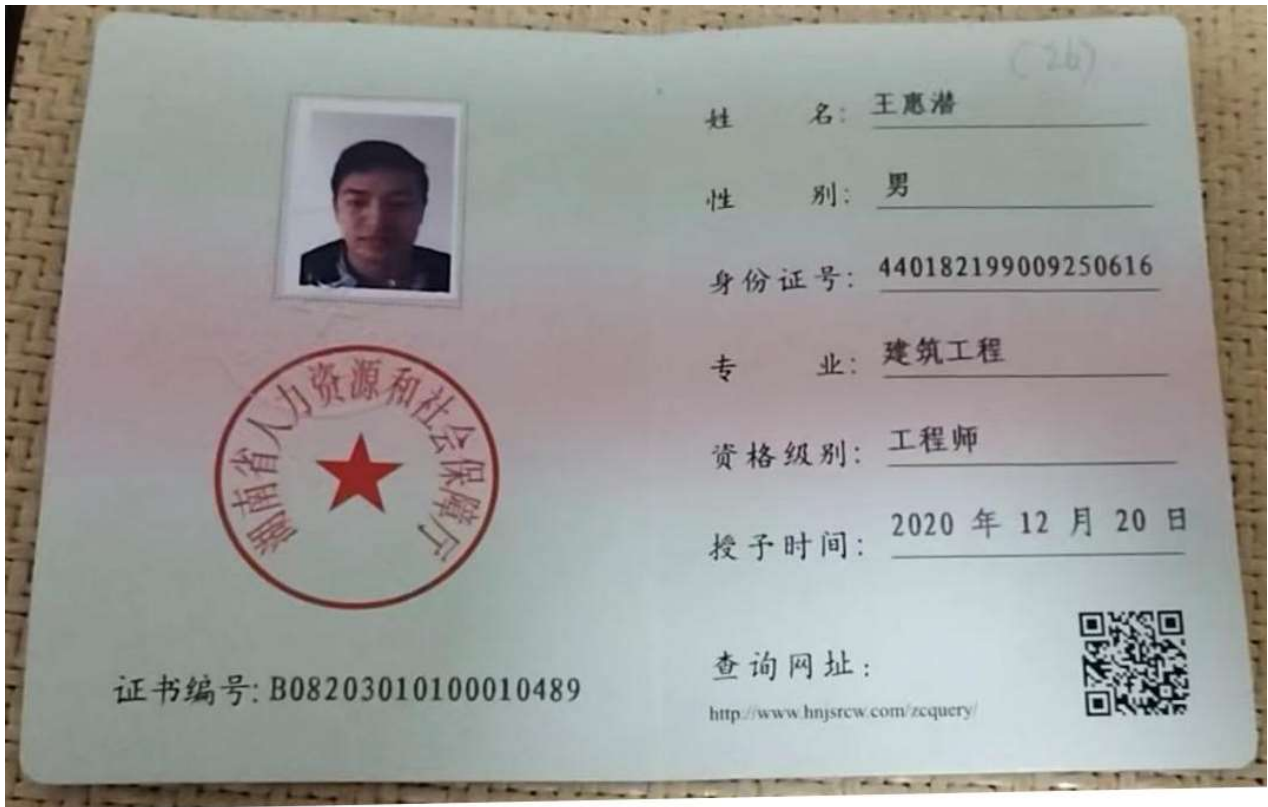 湖南省人力资源和社会保障厅
证书编号: B08203010100010489
(26)
姓 名: 王惠潜
性 别: 男
身份证号: 440182199009250616
专 业: 建筑工程
资格级别: 工程师
授予时间: 2020 年 12 月 20 日
查询网址:
http://www.hnjsrcw.com/zcquery/